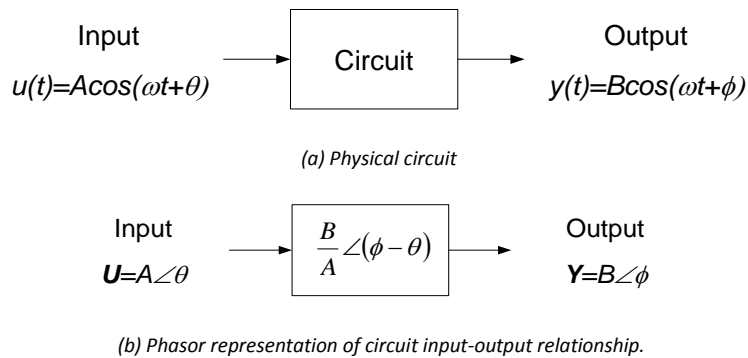 Input Circuit Output
u(t)=Acos(ωt+θ) y(t)=Bcos(ωt+ϕ)
(a) Physical circuit
Input B/A∠(ϕ−θ) Output
U=A∠θ Y=B∠ϕ
(b) Phasor representation of circuit input-output relationship.